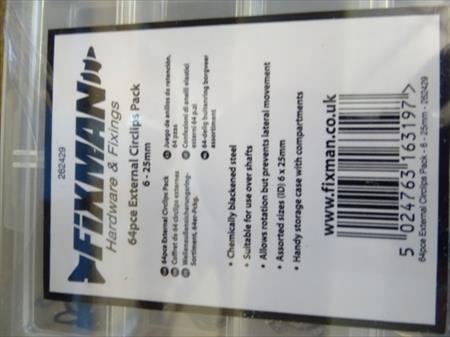 262429
FIXMAN
Hardware & Fixings
64pce External Circlips Pack
6 - 25mm
64pce External Circlips Pack
Coffret de 64 circlips externes
Wellenaußensicherungsring-
Sortiment, 64er-Pckg.
Juego de anillos de retención,
64 pzas
Confezioni di anelli elastici
esterni 64 p.zi
64-delig buitenring borgveer
assortiment
• Chemically blackened steel
• Suitable for use over shafts
• Allows rotation but prevents lateral movement
• Assorted sizes (ID) 6 x 25mm
• Handy storage case with compartments
www.fixman.co.uk
5 024763 163197 >
64pce External Circlips Pack - 6 - 25mm - 262429